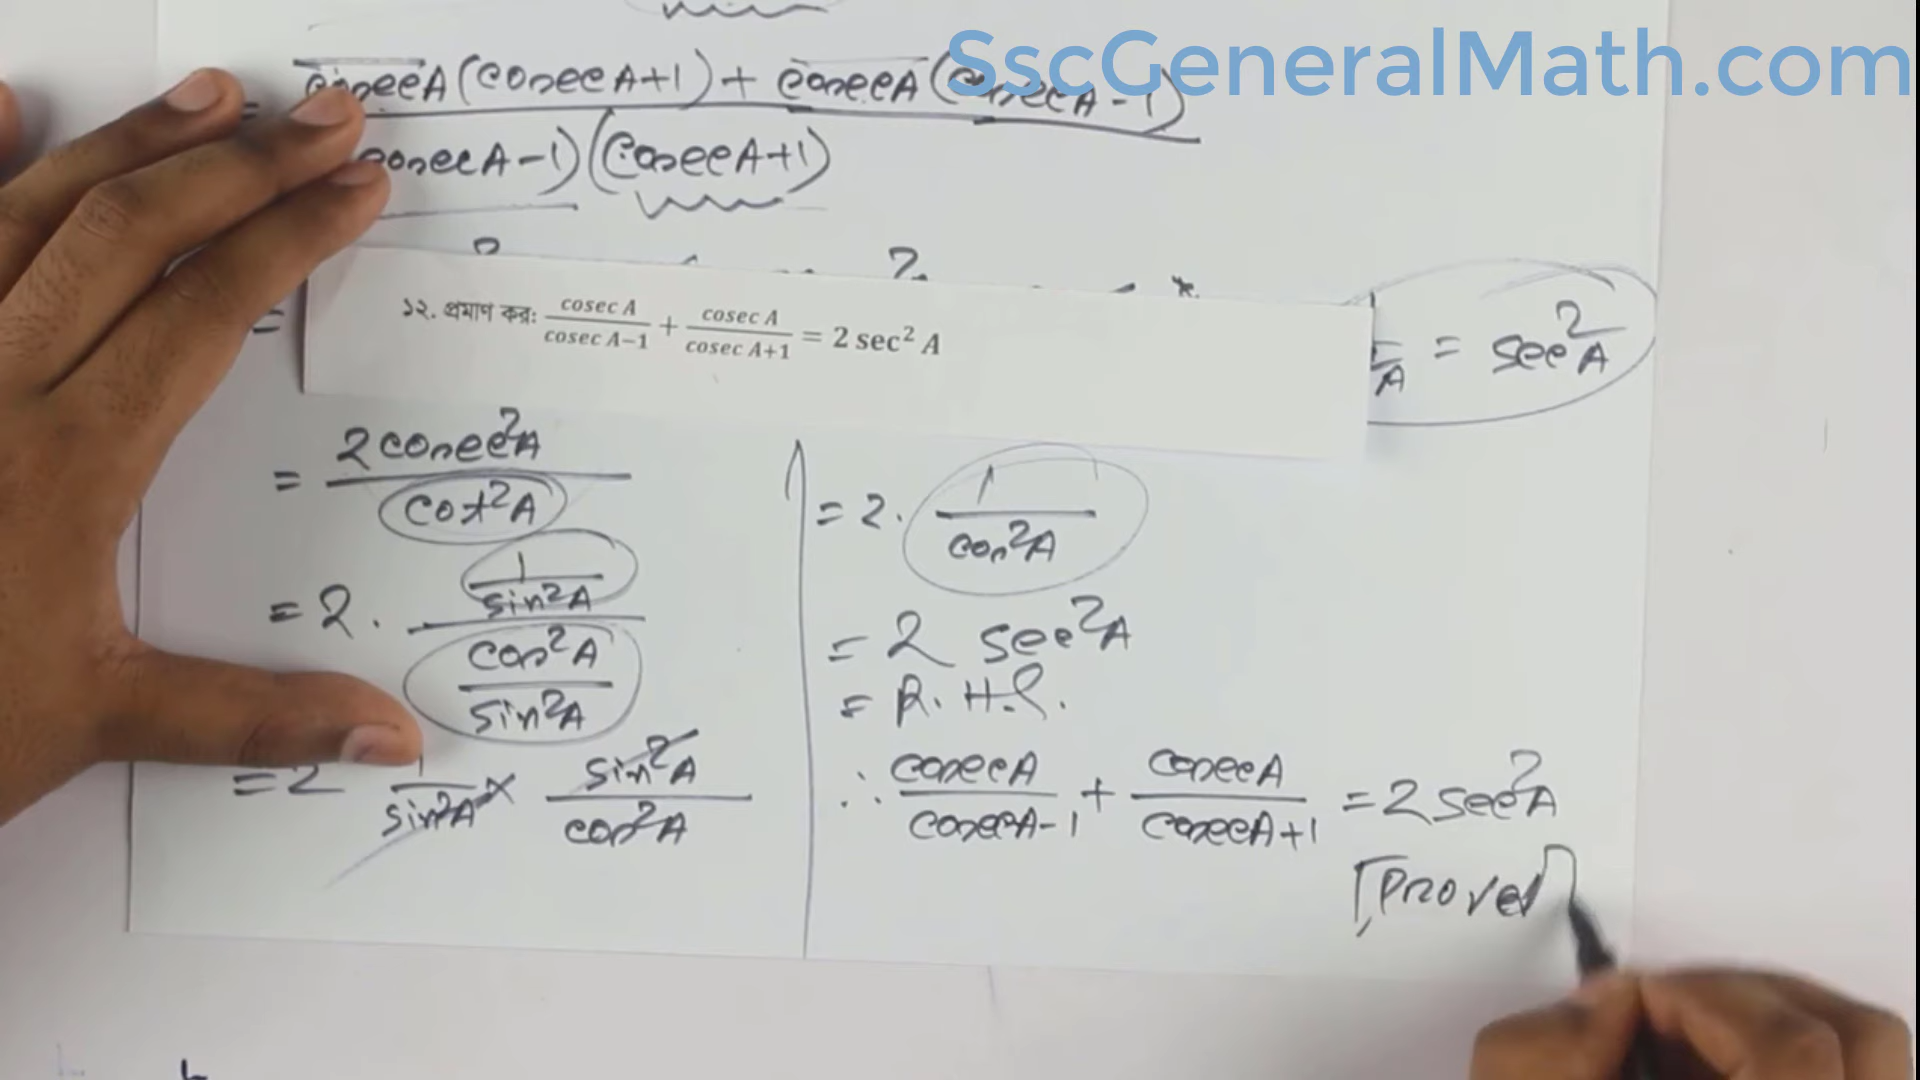 SscGeneralMath.com
cosecA(cosecA+1) + cosecA(cosecA-1)
cosecA-1)(cosecA+1)
১২. প্রমাণ কর: cosec A/cosec A−1 + cosec A/cosec A+1 = 2 sec² A
= sec²A
= 2cosec²A/cot²A
= 2. (1/sin²A)/(cos²A/sin²A)
= 2 1/sin²A × sin²A/cos²A
= 2. 1/cos²A
= 2 sec²A
= R.H.S.
∴ cosecA/cosecA-1 + cosecA/cosecA+1 = 2sec²A
[Proved]